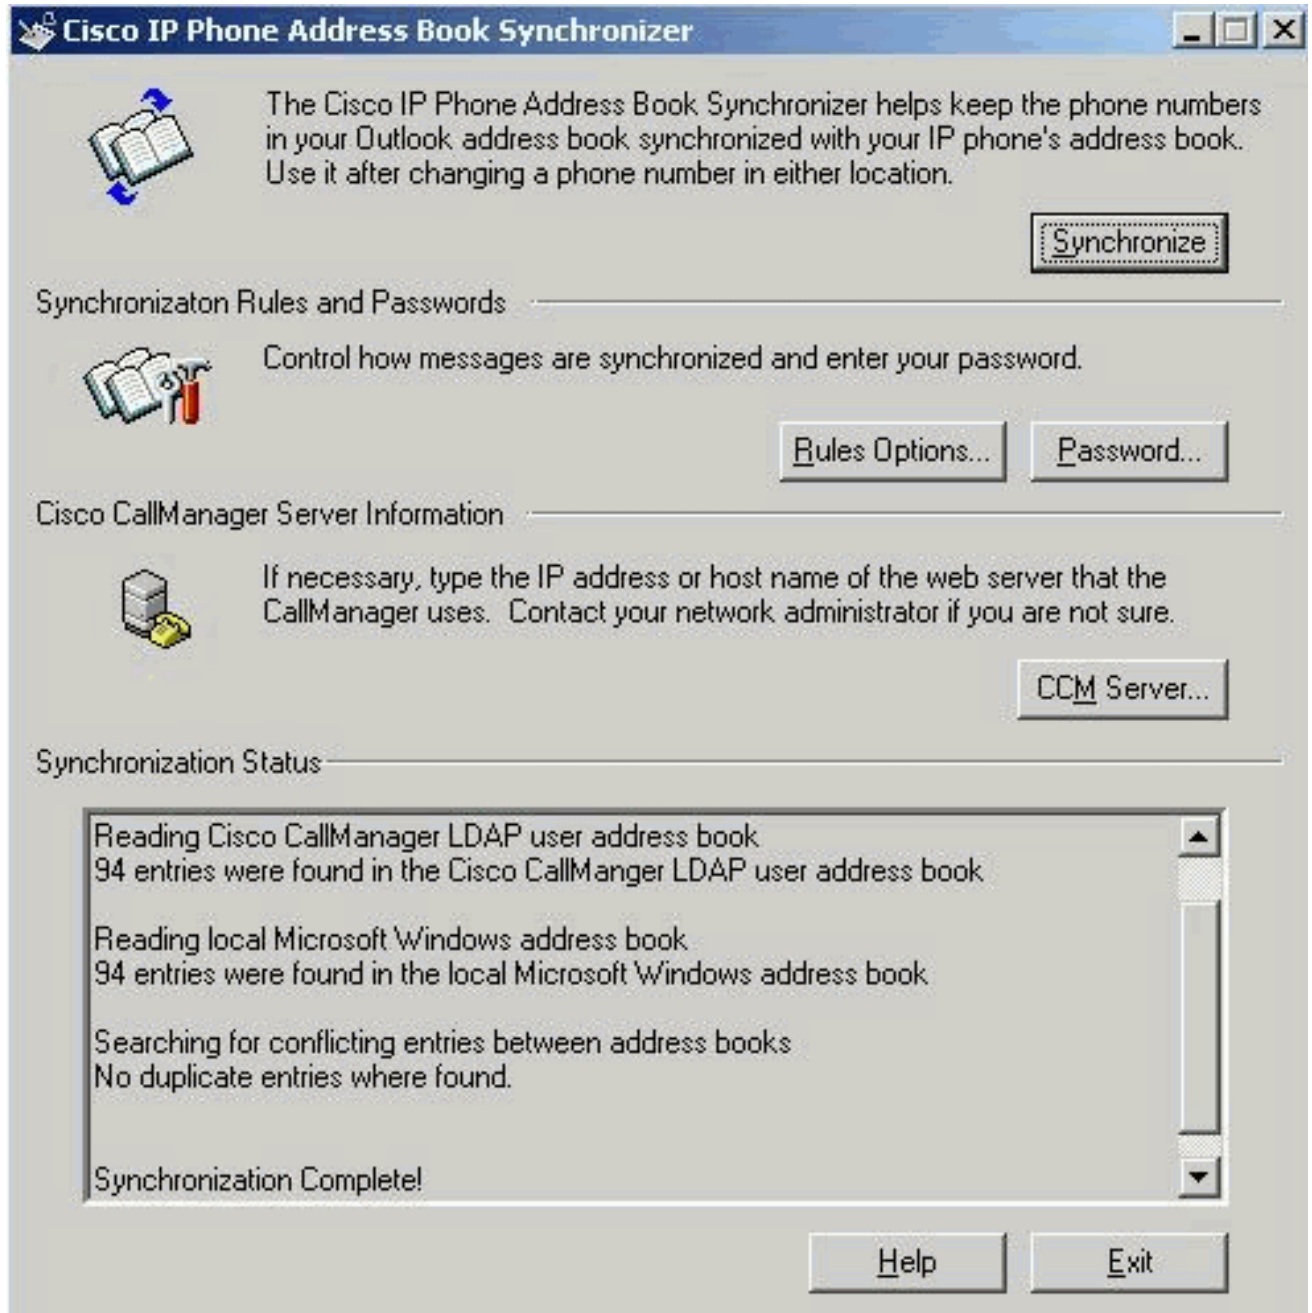 Cisco IP Phone Address Book Synchronizer
The Cisco IP Phone Address Book Synchronizer helps keep the phone numbers
in your Outlook address book synchronized with your IP phone's address book.
Use it after changing a phone number in either location.
Synchronize
Synchronizaton Rules and Passwords
Control how messages are synchronized and enter your password.
Rules Options...
Password...
Cisco CallManager Server Information
If necessary, type the IP address or host name of the web server that the
CallManager uses.  Contact your network administrator if you are not sure.
CCM Server...
Synchronization Status
Reading Cisco CallManager LDAP user address book
94 entries were found in the Cisco CallManger LDAP user address book
Reading local Microsoft Windows address book
94 entries were found in the local Microsoft Windows address book
Searching for conflicting entries between address books
No duplicate entries where found.
Synchronization Complete!
Help
Exit